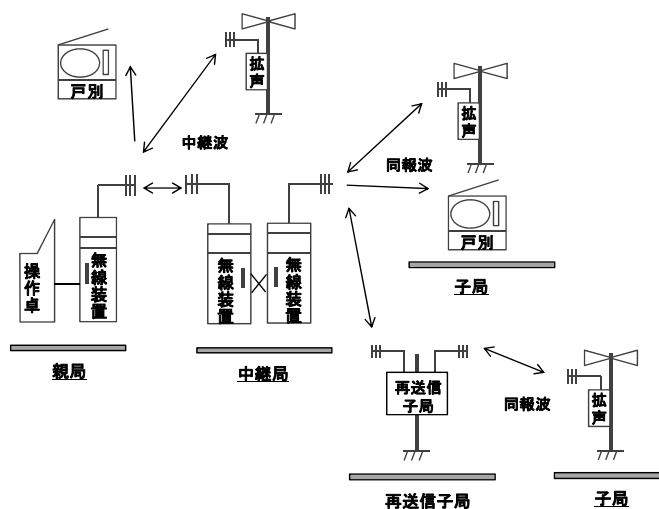 戸別
拡声
中継波
拡声
同報波
戸別
子局
操作卓
無線装置
無線装置
無線装置
親局
中継局
再送信
子局
同報波
拡声
再送信子局
子局